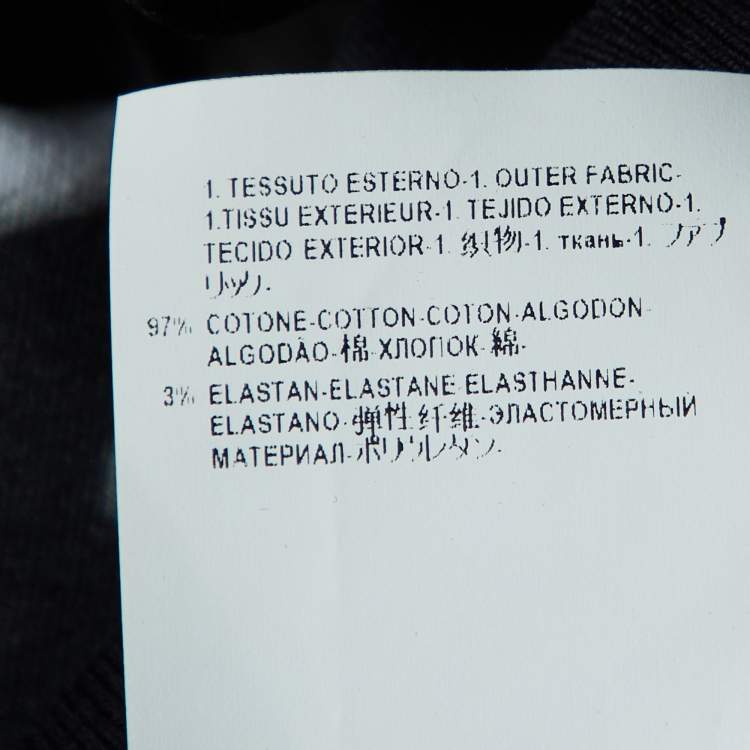 1. TESSUTO ESTERNO-1. OUTER FABRIC-
1.TISSU EXTERIEUR-1. TEJIDO EXTERNO-1.
TECIDO EXTERIOR-1. 织物-1. ткань-1. ファブ
リック.
97% COTONE-COTTON-COTON-ALGODON-
ALGODÃO-棉-ХЛОПОК-綿-
3% ELASTAN-ELASTANE-ELASTHANNE-
ELASTANO-弹性纤维-ЭЛАСТОМЕРНЫЙ
МАТЕРИАЛ-ポリウレタン.